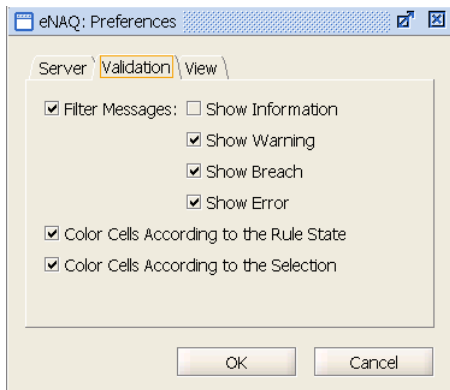 eNAQ: Preferences
Server Validation View
Filter Messages: Show Information
Show Warning
Show Breach
Show Error
Color Cells According to the Rule State
Color Cells According to the Selection
OK Cancel